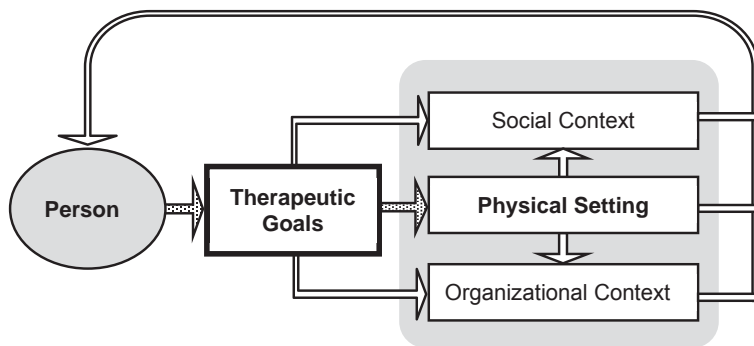 Social Context
Person
Therapeutic
Goals
Physical Setting
Organizational Context